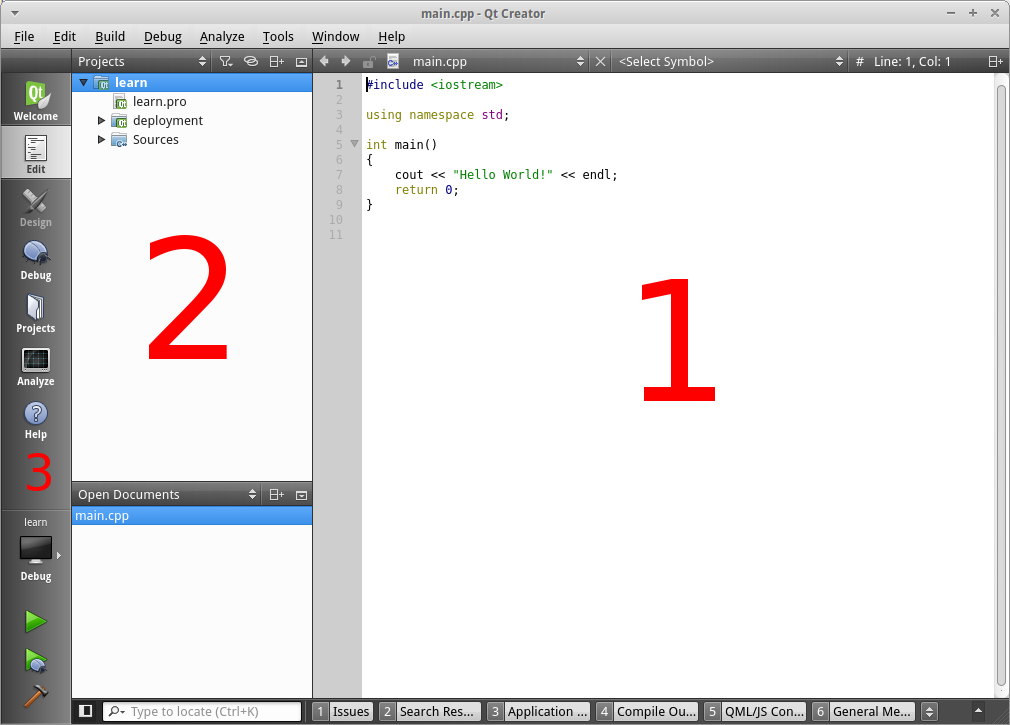 main.cpp - Qt Creator
File Edit Build Debug Analyze Tools Window Help
Projects
main.cpp <Select Symbol> # Line: 1, Col: 1
Qt
Welcome
Edit
Design
Debug
Projects
Analyze
Help
3
learn
Debug
learn
learn.pro
deployment
Sources
2
Open Documents
main.cpp
1 #include <iostream>
2
3 using namespace std;
4
5 int main()
6 {
7     cout << "Hello World!" << endl;
8     return 0;
9 }
10
11
1
Type to locate (Ctrl+K)
1 Issues 2 Search Res... 3 Application ... 4 Compile Ou... 5 QML/JS Con... 6 General Me...